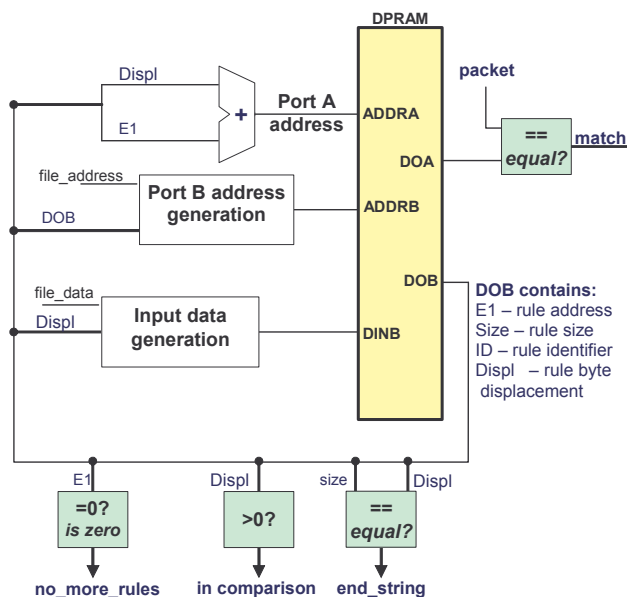 DPRAM
Displ
E1
+
Port A
address
ADDRA
packet
==
equal?
match
DOA
file_address
DOB
Port B address
generation
ADDRB
DOB
file_data
Displ
Input data
generation
DINB
DOB contains:
E1 – rule address
Size – rule size
ID – rule identifier
Displ – rule byte
displacement
E1
=0?
is zero
no_more_rules
Displ
>0?
in comparison
size
Displ
==
equal?
end_string